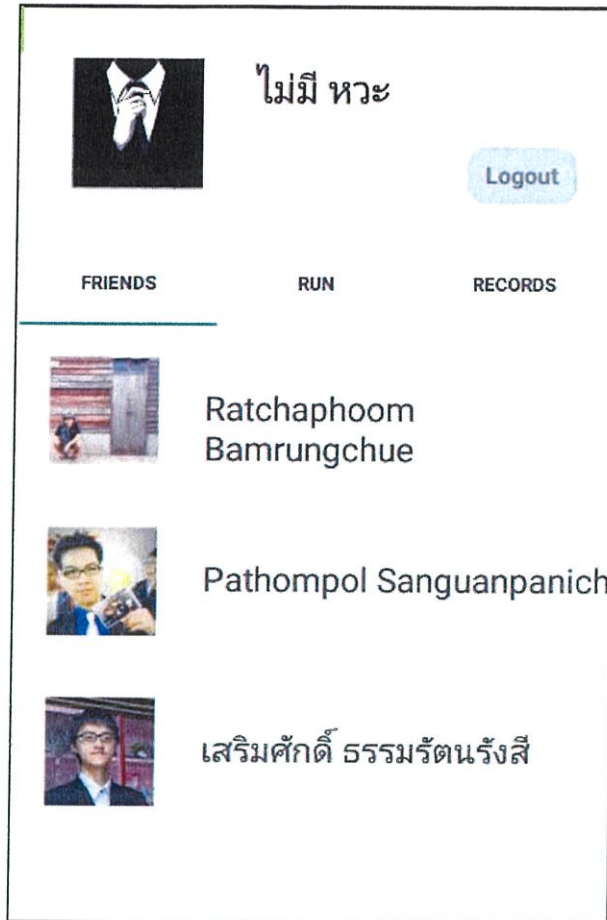 ไม่มี หวะ
Logout
FRIENDS RUN RECORDS
Ratchaphoom
Bamrungchue
Pathompol Sanguanpanich
เสริมศักดิ์ ธรรมรัตนรังสี